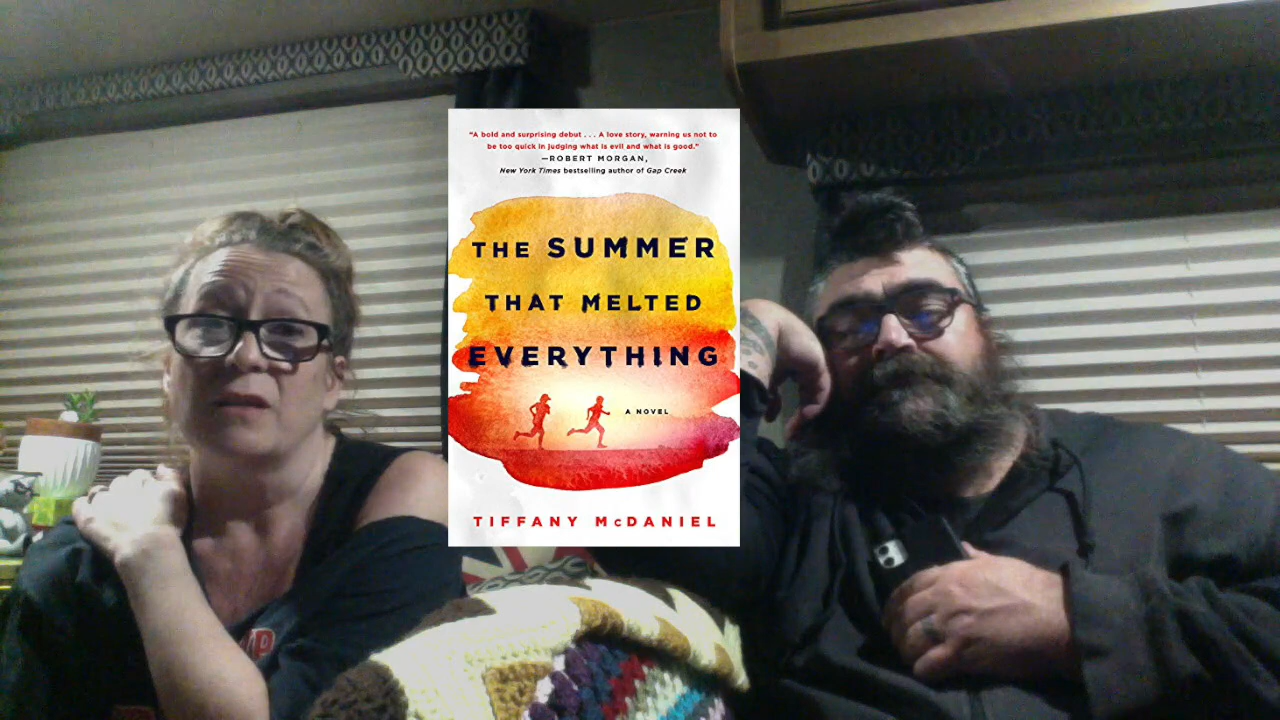 "A bold and surprising debut . . . A love story, warning us not to
be too quick in judging what is evil and what is good."
—ROBERT MORGAN,
New York Times bestselling author of Gap Creek
THE SUMMER
THAT MELTED
EVERYTHING
A NOVEL
TIFFANY McDANIEL